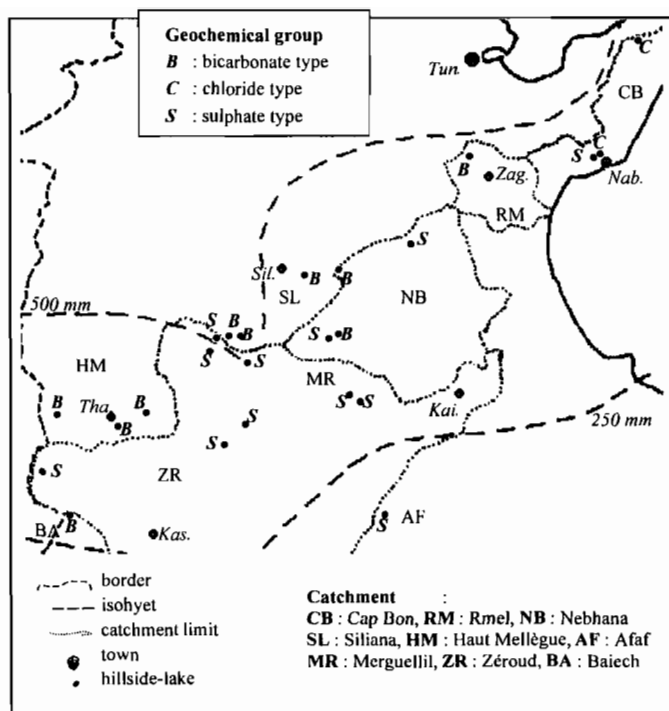 Geochemical group
B : bicarbonate type
C : chloride type
S : sulphate type
Tun.
C
CB
S
C
Nab.
B
Zag.
RM
S
Sil.
B
B
SL
NB
500 mm
S
B
B
S
B
S
S
MR
HM
S
S
Kai.
B
Tha.
B
B
S
S
250 mm
S
ZR
BA
B
Kas.
S
AF
border
isohyet
catchment limit
town
hillside-lake
Catchment :
CB : Cap Bon, RM : Rmel, NB : Nebhana
SL : Siliana, HM : Haut Mellègue, AF : Afaf
MR : Merguellil, ZR : Zéroud, BA : Baiech